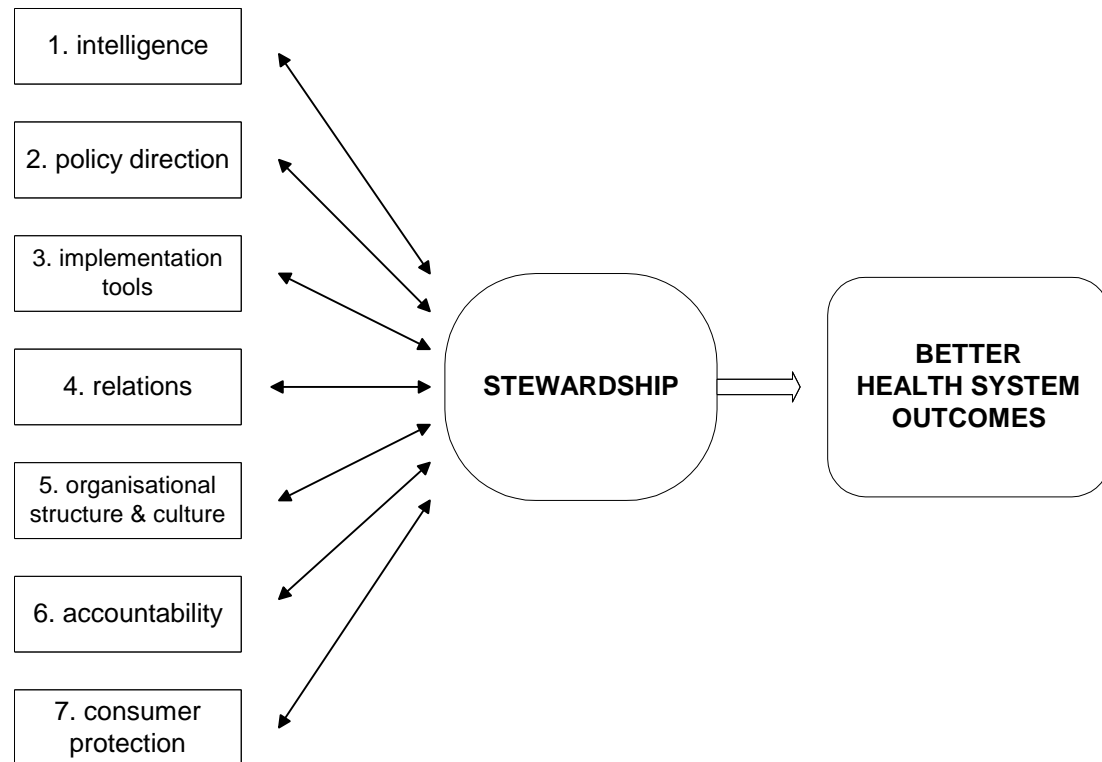 1. intelligence
2. policy direction
3. implementation
tools
4. relations
5. organisational
structure & culture
6. accountability
7. consumer
protection
STEWARDSHIP
BETTER
HEALTH SYSTEM
OUTCOMES